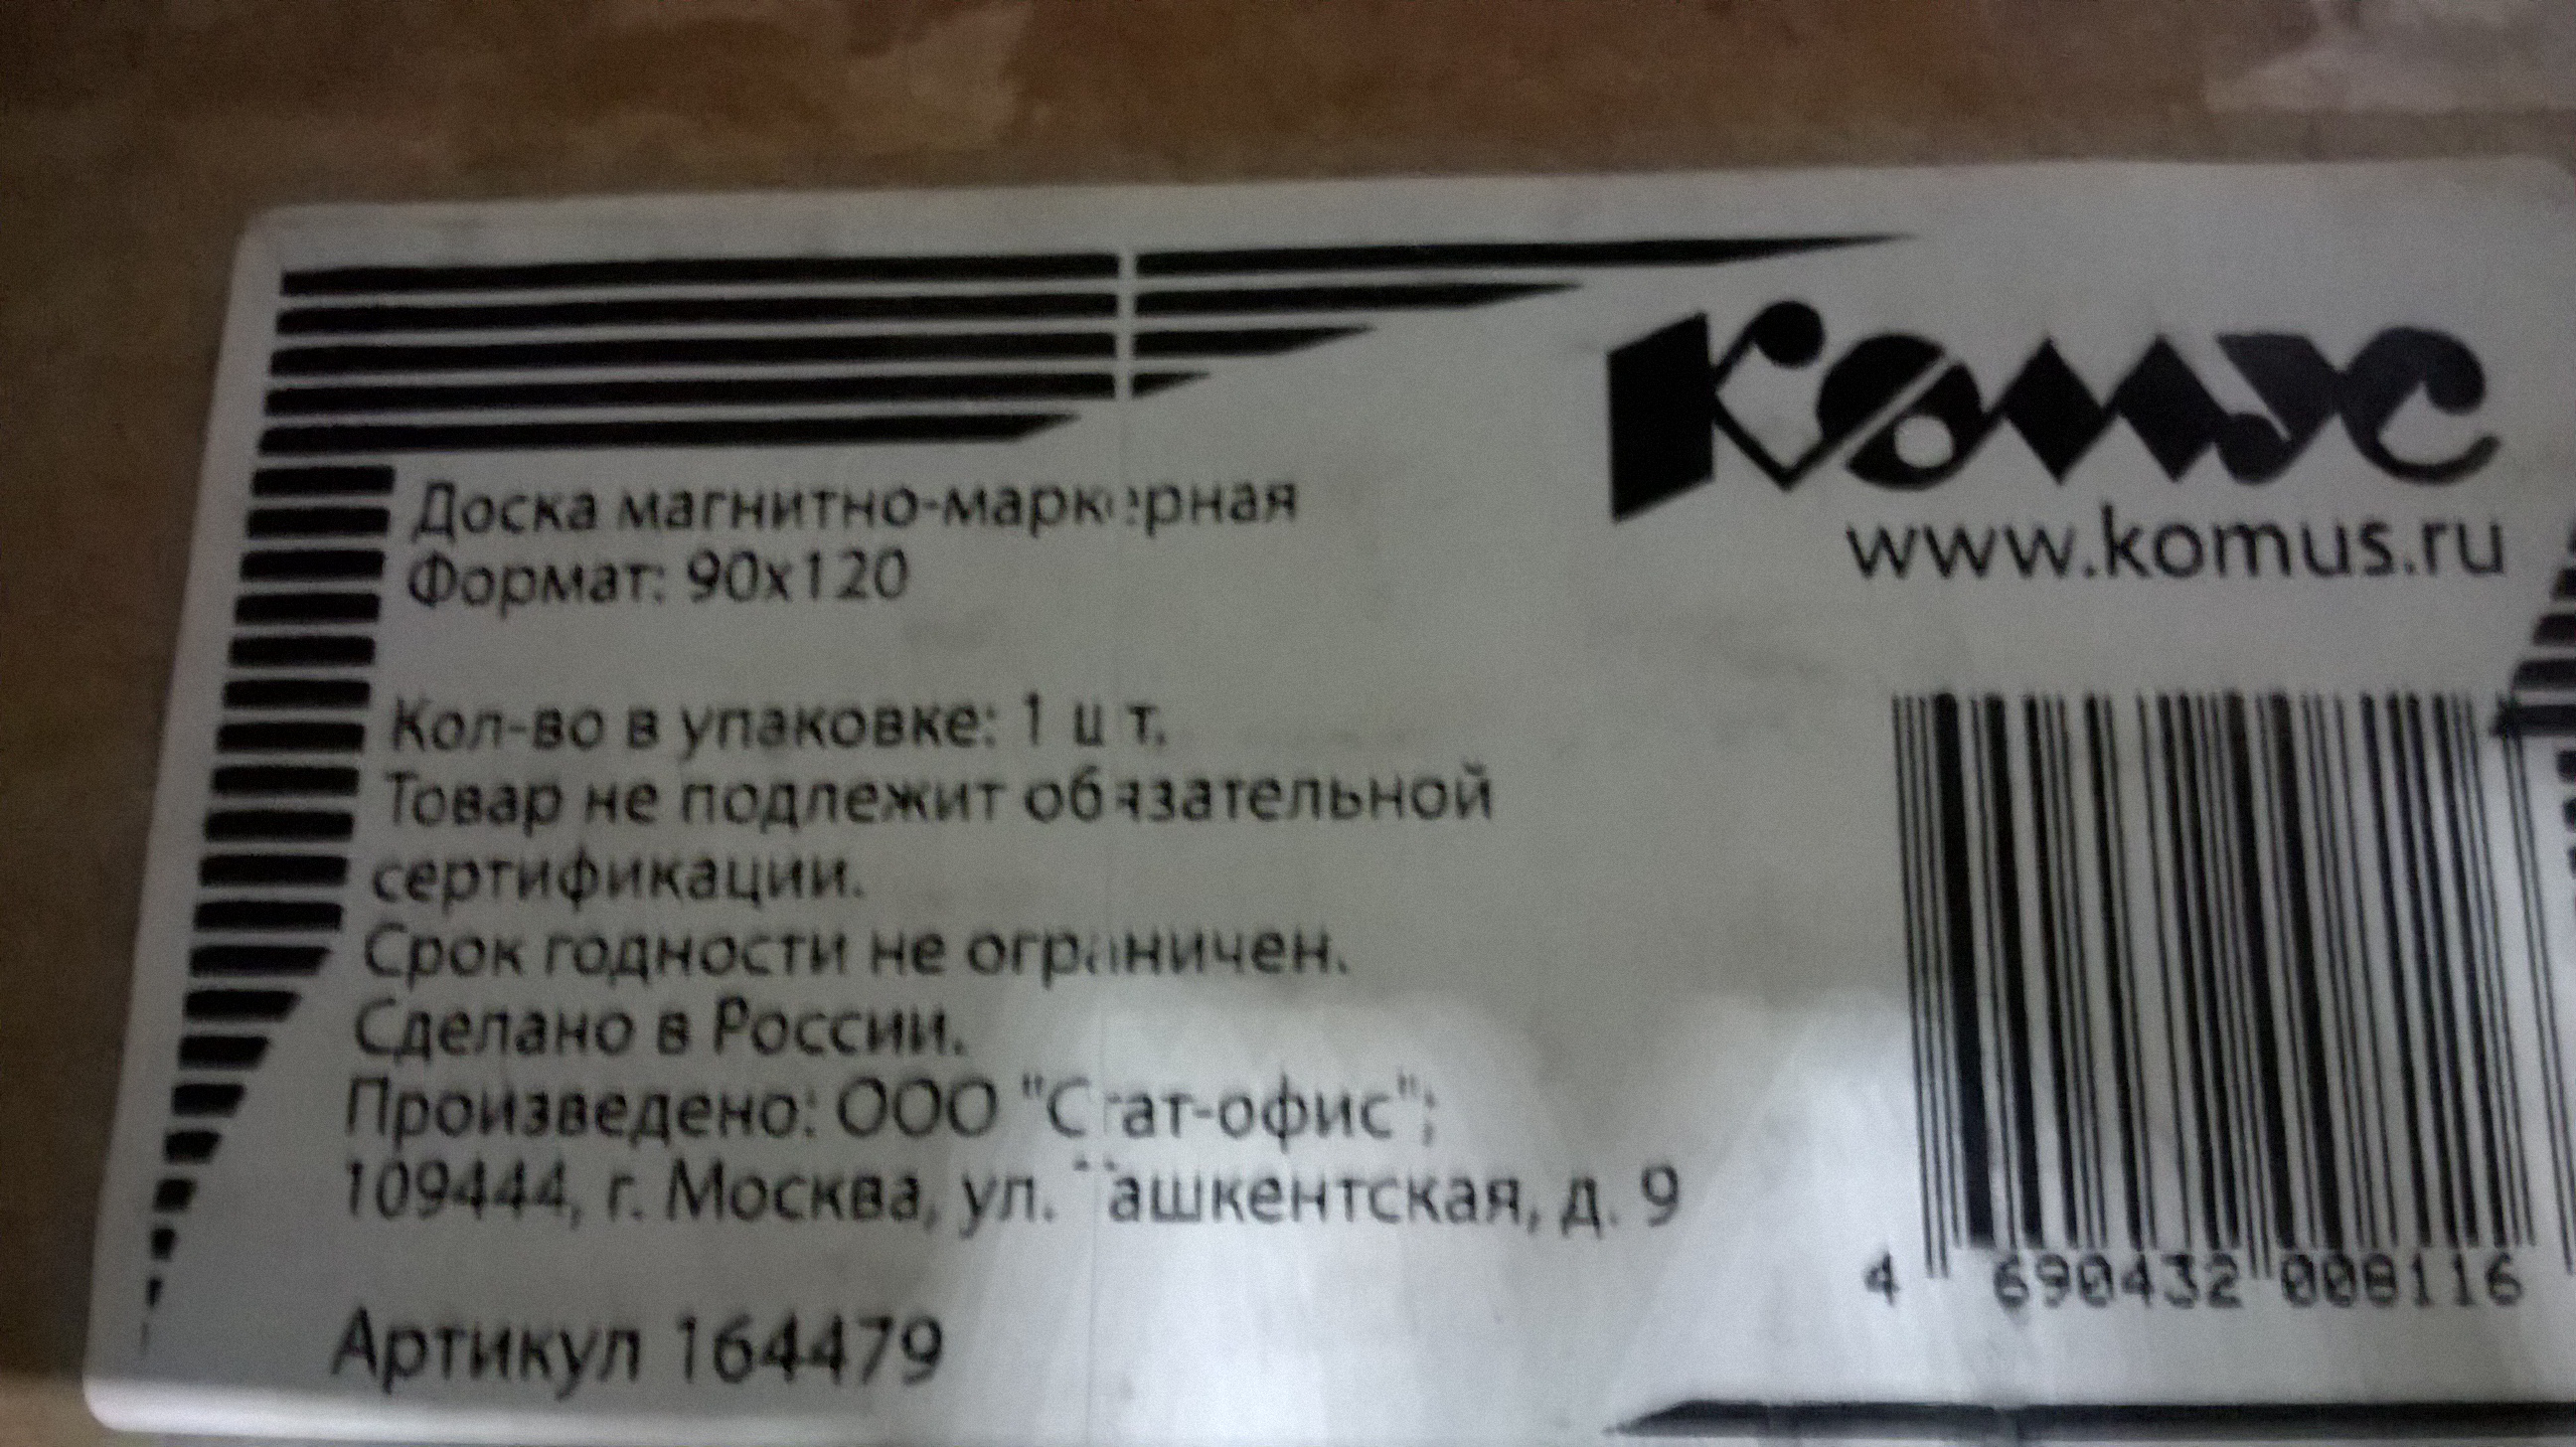 Комус
www.komus.ru
Доска магнитно-маркерная
Формат: 90x120
Кол-во в упаковке: 1 шт.
Товар не подлежит обязательной
сертификации.
Срок годности не ограничен.
Сделано в России.
Произведено: ООО "Стат-офис";
109444, г. Москва, ул. Ташкентская, д. 9
Артикул 164479
4 690432 008116